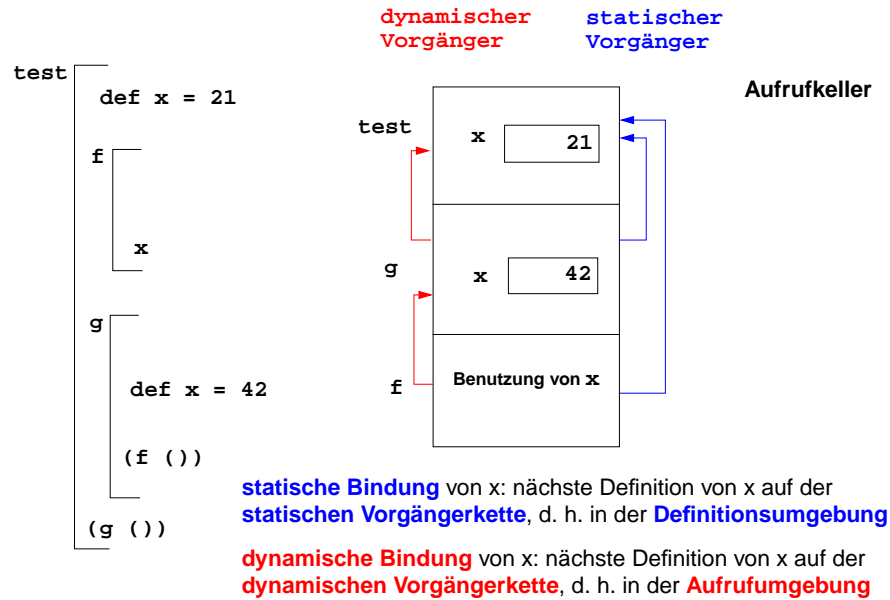 dynamischer statischer
Vorgänger Vorgänger
test
def x = 21
Aufrufkeller
test
x 21
f
x
g
x 42
g
def x = 42
f
Benutzung von x
(f ())
(g ())
statische Bindung von x: nächste Definition von x auf der
statischen Vorgängerkette, d. h. in der Definitionsumgebung
dynamische Bindung von x: nächste Definition von x auf der
dynamischen Vorgängerkette, d. h. in der Aufrufumgebung